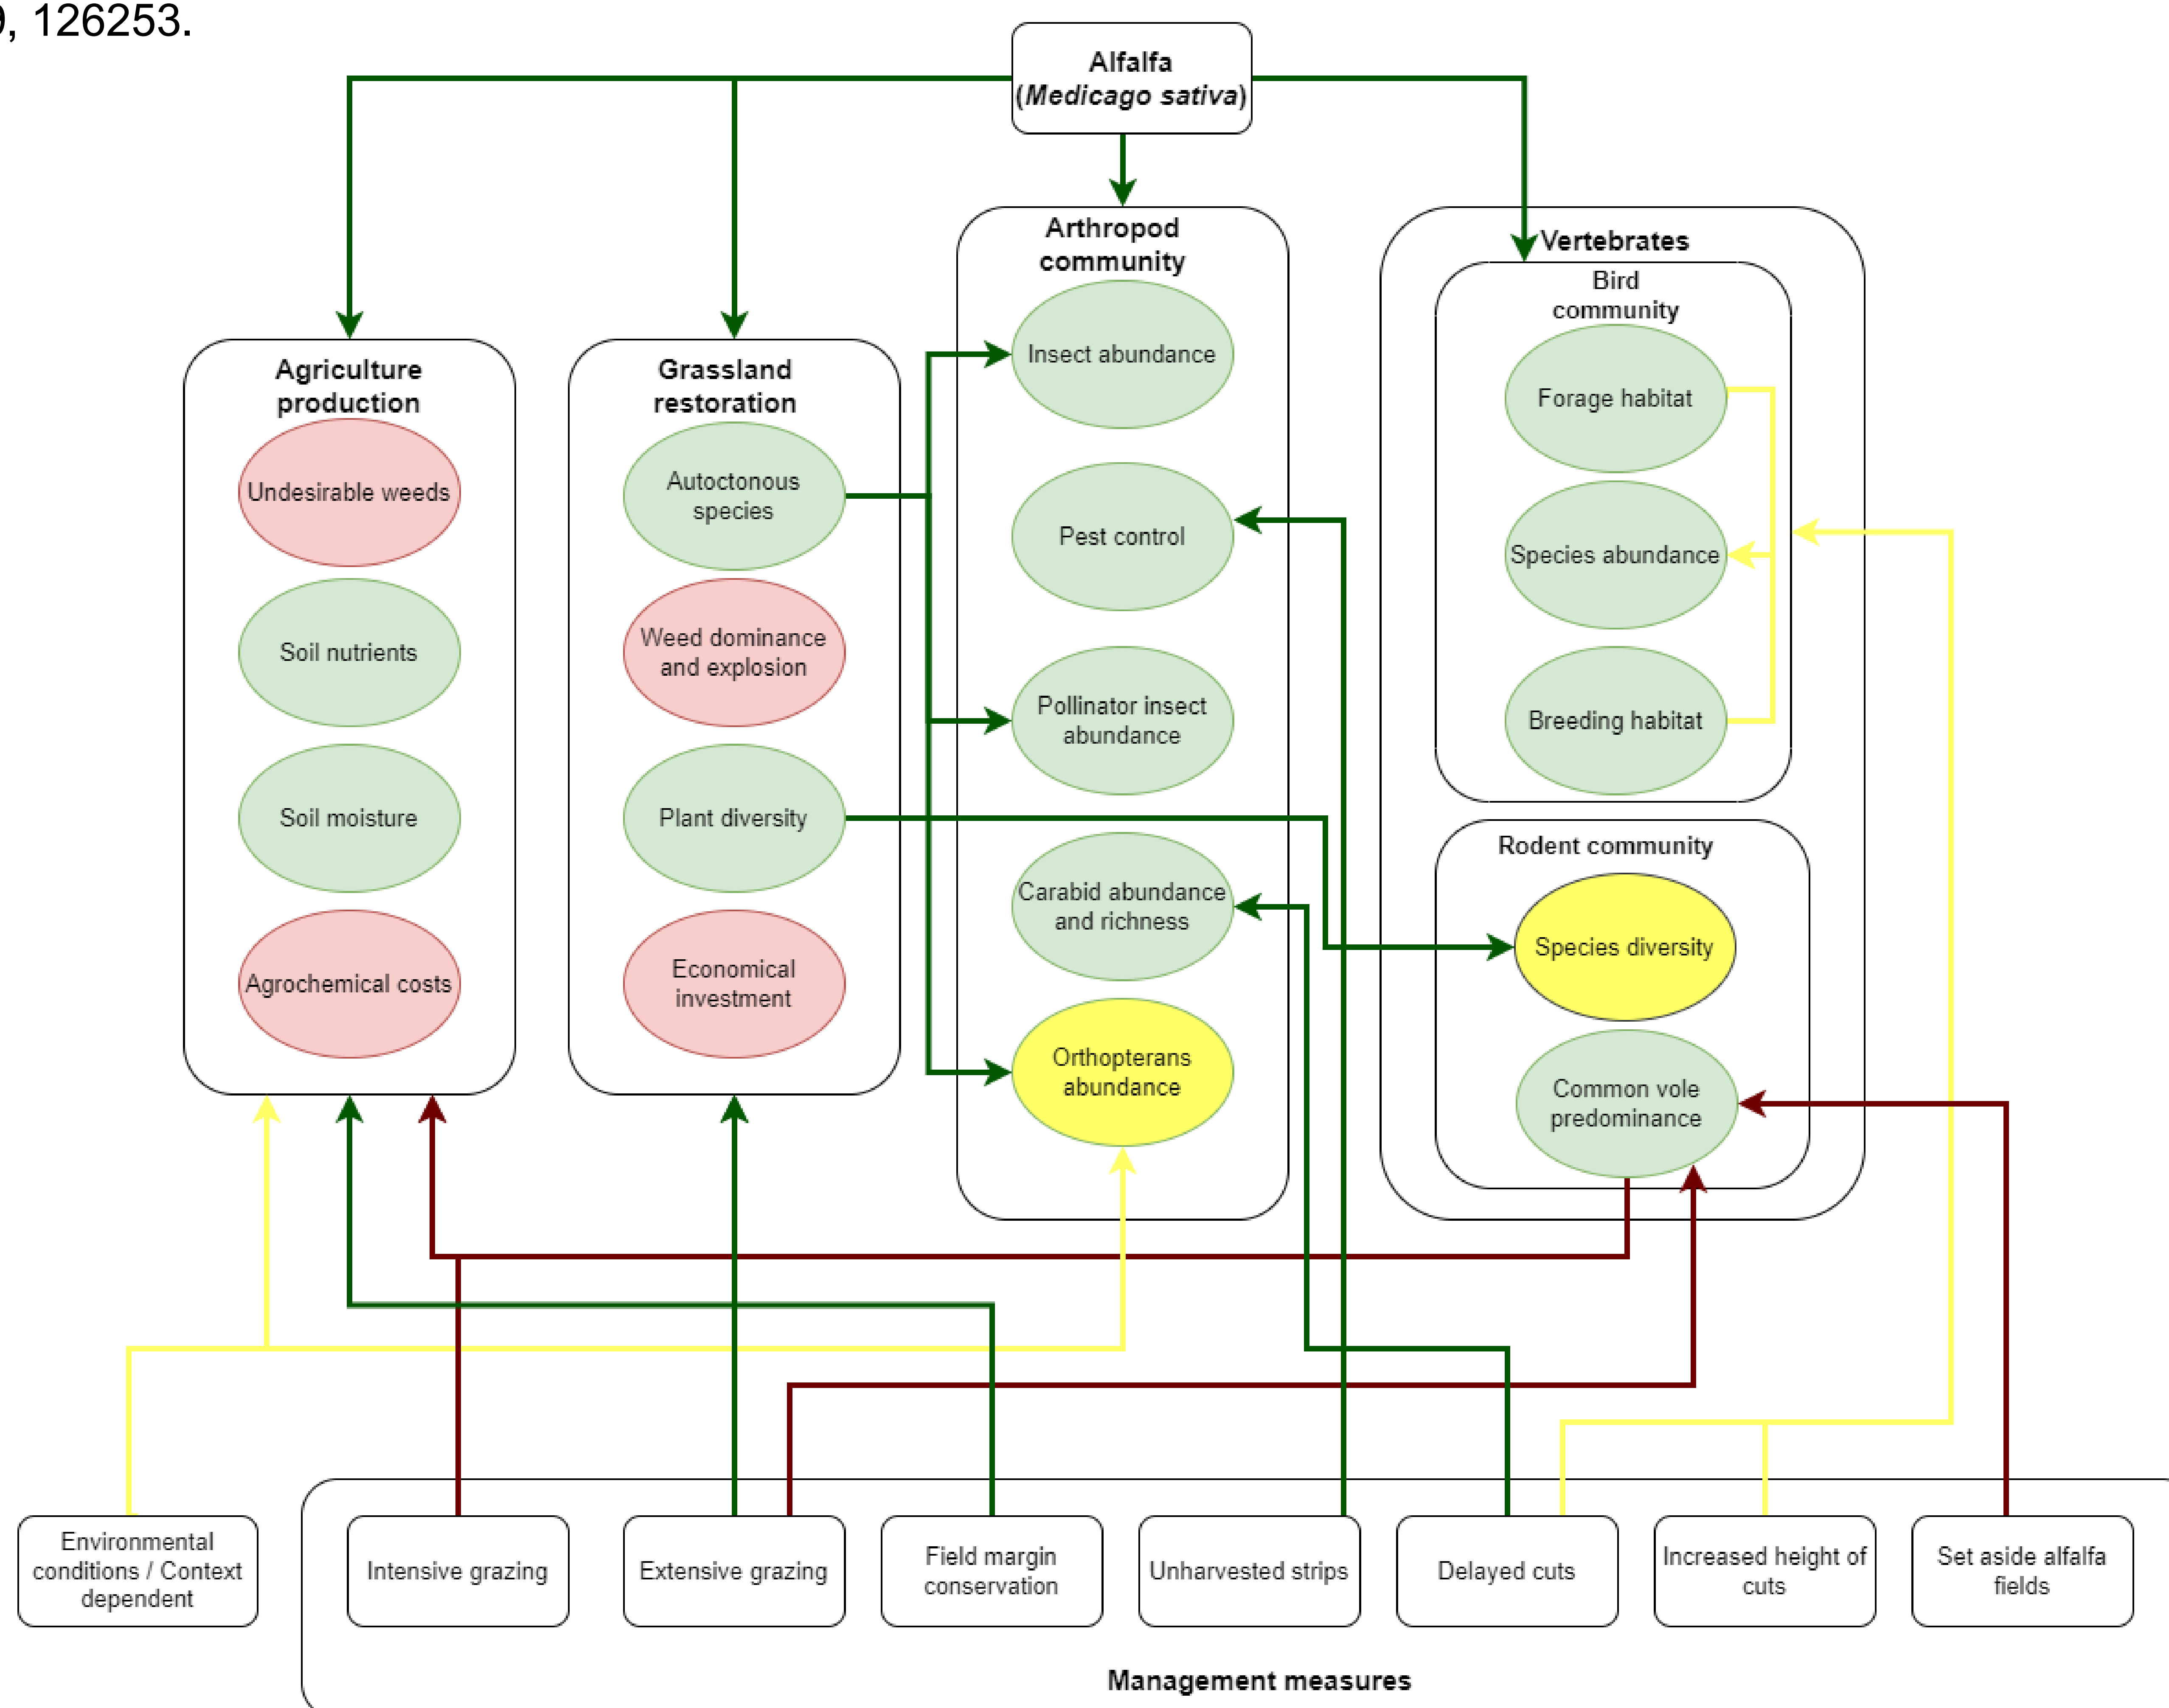 9, 126253.
Alfalfa
(Medicago sativa)
Agriculture
production
Undesirable weeds
Soil nutrients
Soil moisture
Agrochemical costs
Grassland
restoration
Autoctonous
species
Weed dominance
and explosion
Plant diversity
Economical
investment
Arthropod
community
Insect abundance
Pest control
Pollinator insect
abundance
Carabid abundance
and richness
Orthopterans
abundance
Vertebrates
Bird
community
Forage habitat
Species abundance
Breeding habitat
Rodent community
Species diversity
Common vole
predominance
Environmental
conditions / Context
dependent
Intensive grazing
Extensive grazing
Field margin
conservation
Unharvested strips
Delayed cuts
Increased height of
cuts
Set aside alfalfa
fields
Management measures